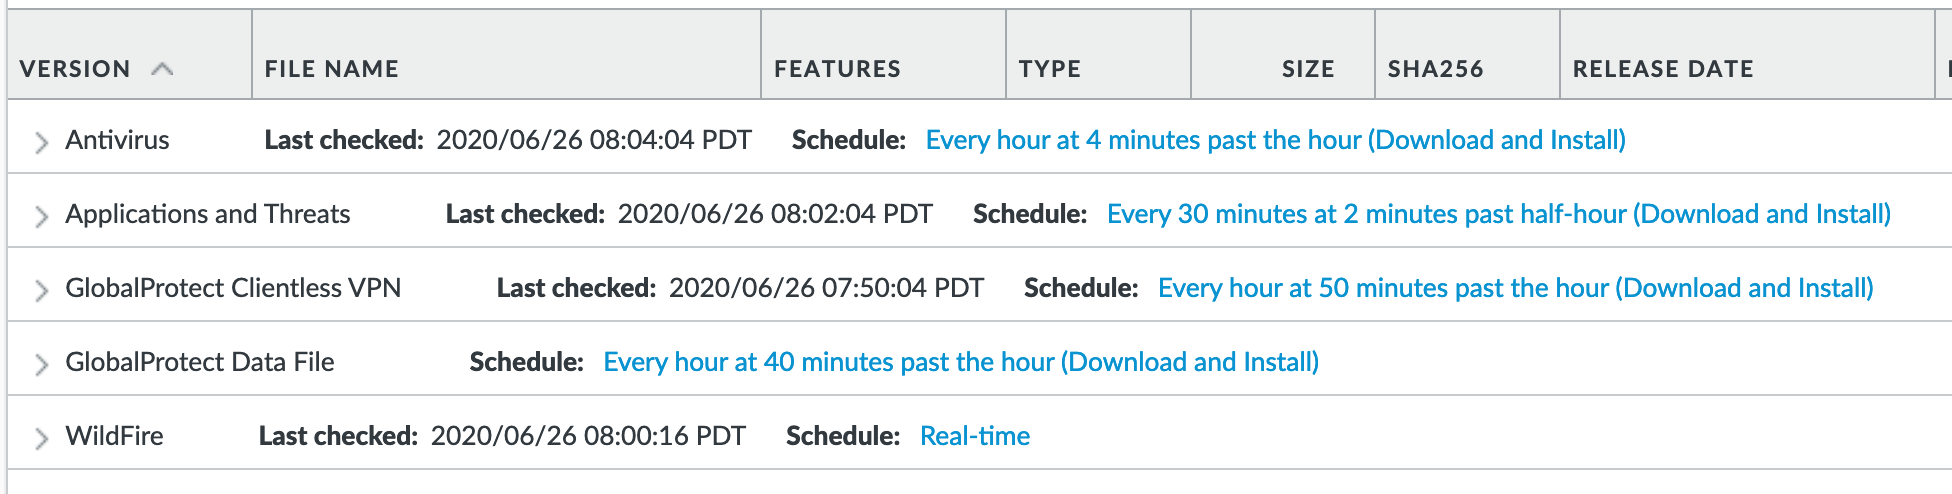 VERSION FILE NAME FEATURES TYPE SIZE SHA256 RELEASE DATE
Antivirus Last checked: 2020/06/26 08:04:04 PDT Schedule: Every hour at 4 minutes past the hour (Download and Install)
Applications and Threats Last checked: 2020/06/26 08:02:04 PDT Schedule: Every 30 minutes at 2 minutes past half-hour (Download and Install)
GlobalProtect Clientless VPN Last checked: 2020/06/26 07:50:04 PDT Schedule: Every hour at 50 minutes past the hour (Download and Install)
GlobalProtect Data File Schedule: Every hour at 40 minutes past the hour (Download and Install)
WildFire Last checked: 2020/06/26 08:00:16 PDT Schedule: Real-time